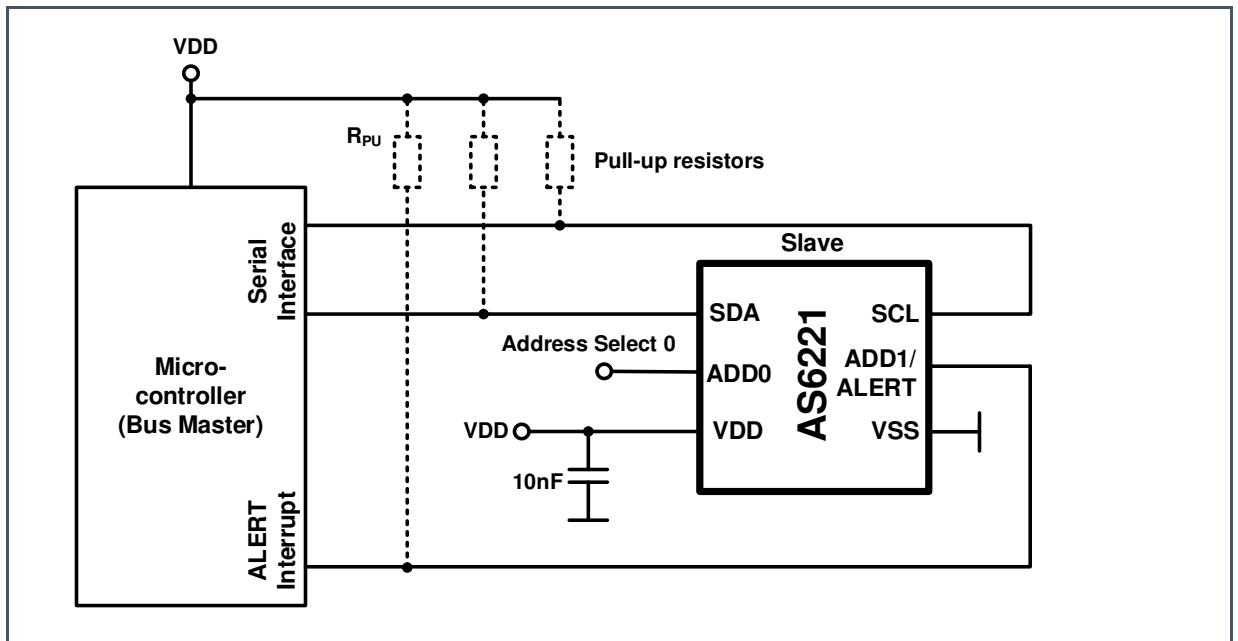 VDD
RPU
Pull-up resistors
Serial
Interface
Slave
SDA
SCL
Address Select 0
ADD0
ADD1/
ALERT
AS6221
Micro-
controller
(Bus Master)
VDD
VDD
VSS
10nF
ALERT
Interrupt